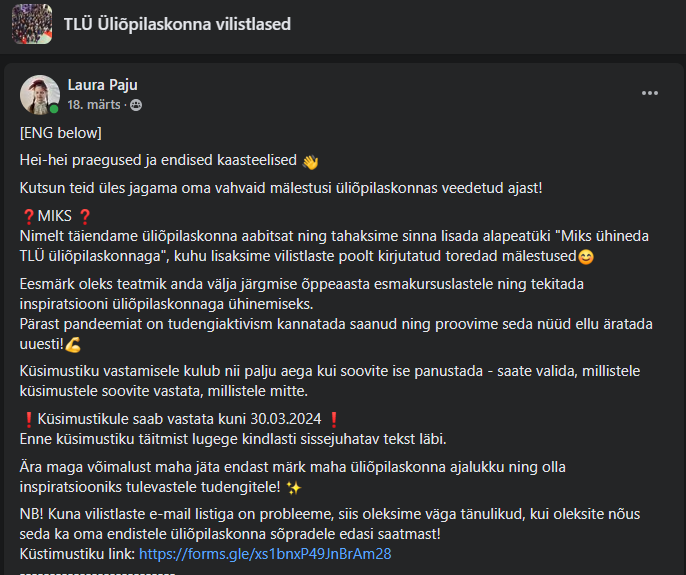 TLÜ Üliõpilaskonna vilistlased
Laura Paju
18. märts ·
[ENG below]
Hei-hei praegused ja endised kaasteelised 👋
Kutsun teid üles jagama oma vahvaid mälestusi üliõpilaskonnas veedetud ajast!
❓MIKS ❓
Nimelt täiendame üliõpilaskonna aabitsat ning tahaksime sinna lisada alapeatüki "Miks ühineda
TLÜ üliõpilaskonnaga", kuhu lisaksime vilistlaste poolt kirjutatud toredad mälestused😊
Eesmärk oleks teatmik anda välja järgmise õppeaasta esmakursuslastele ning tekitada
inspiratsiooni üliõpilaskonnaga ühinemiseks.
Pärast pandeemiat on tudengiaktivism kannatada saanud ning proovime seda nüüd ellu äratada
uuesti!💪
Küsimustiku vastamisele kulub nii palju aega kui soovite ise panustada - saate valida, millistele
küsimustele soovite vastata, millistele mitte.
❗Küsimustikule saab vastata kuni 30.03.2024 ❗
Enne küsimustiku täitmist lugege kindlasti sissejuhatav tekst läbi.
Ära maga võimalust maha jäta endast märk maha üliõpilaskonna ajalukku ning olla
inspiratsiooniks tulevastele tudengitele! ✨
NB! Kuna vilistlaste e-mail listiga on probleeme, siis oleksime väga tänulikud, kui oleksite nõus
seda ka oma endistele üliõpilaskonna sõpradele edasi saatmast!
Küstimustiku link: https://forms.gle/xs1bnxP49JnBrAm28